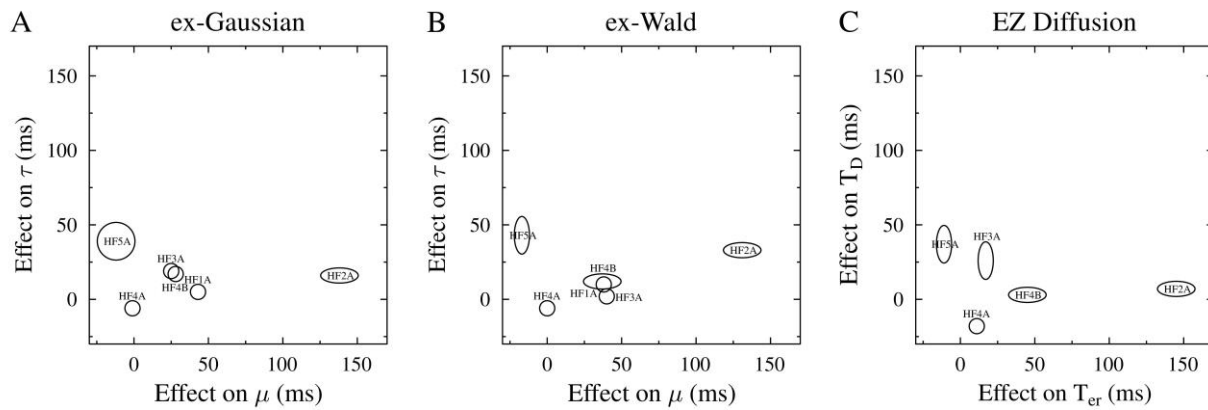 A
ex-Gaussian
150
100
50
0
Effect on τ (ms)
HF5A
HF3A
HF4B
HF1A
HF4A
HF2A
0
50
100
150
Effect on μ (ms)
B
ex-Wald
150
100
50
0
Effect on τ (ms)
HF5A
HF4B
HF1A
HF3A
HF4A
HF2A
0
50
100
150
Effect on μ (ms)
C
EZ Diffusion
150
100
50
0
Effect on T_D (ms)
HF5A
HF3A
HF4B
HF4A
HF2A
0
50
100
150
Effect on T_er (ms)